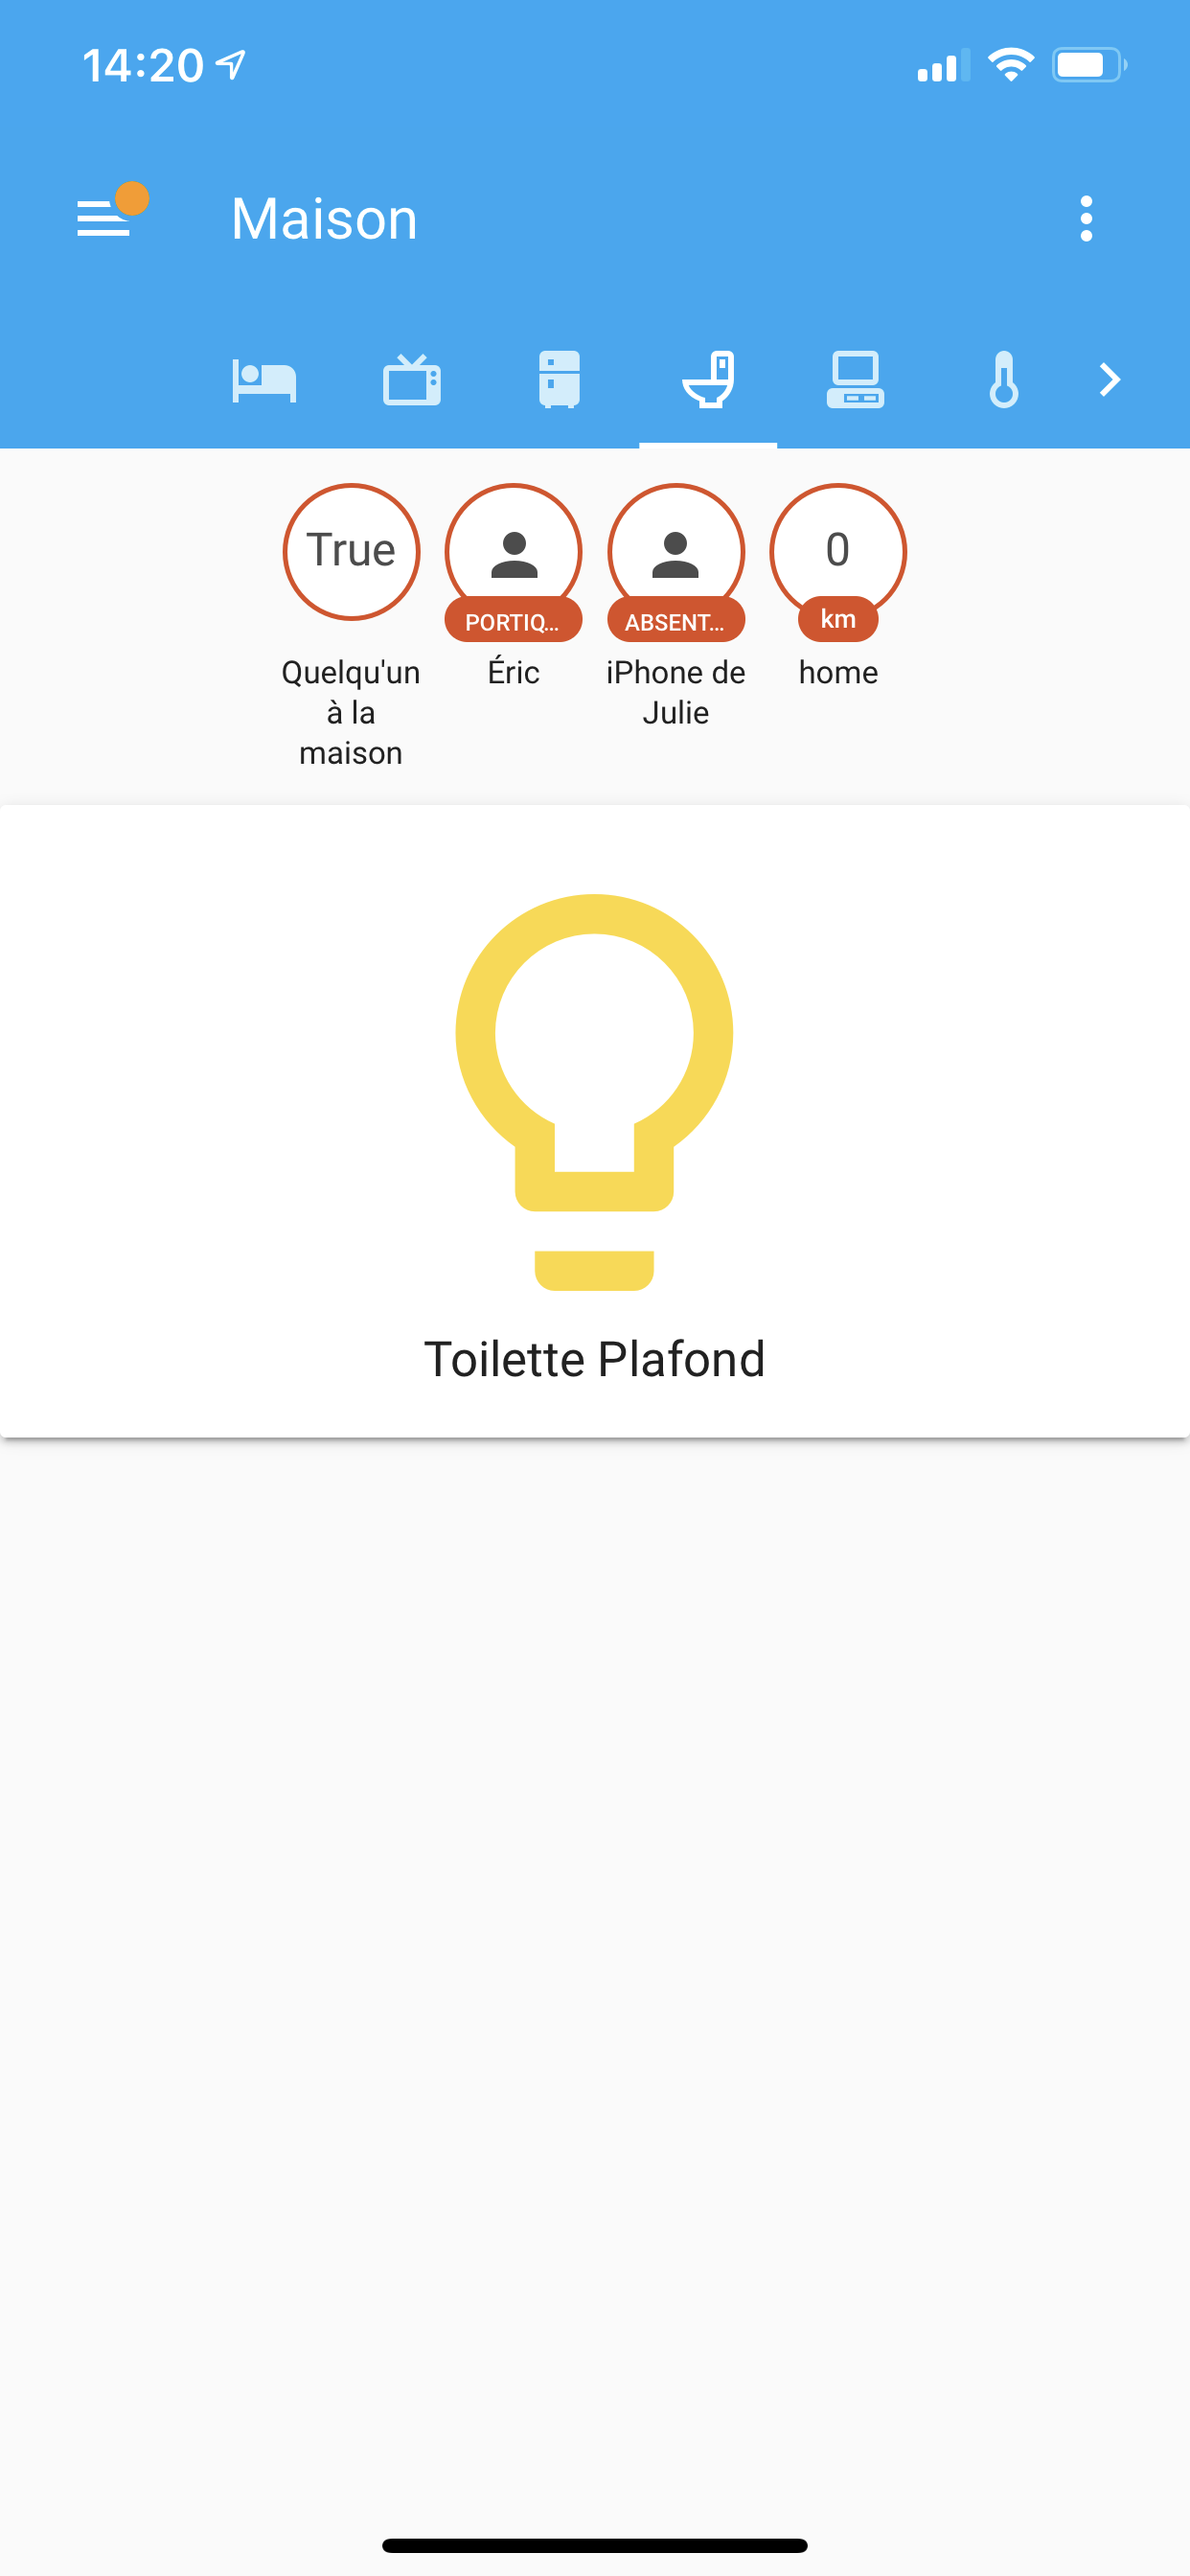 14:20
Maison
True
PORTIQ...
Quelqu'un
à la
maison
Éric
ABSENT...
iPhone de
Julie
0
km
home
Toilette Plafond